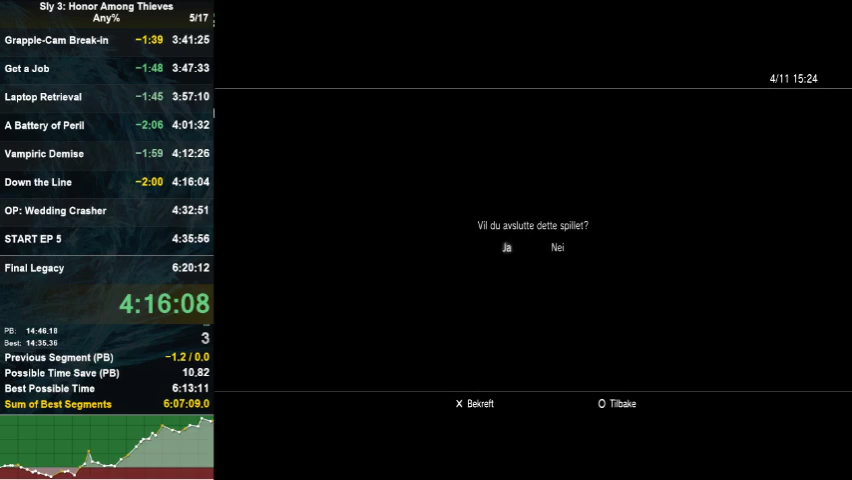 Sly 3: Honor Among Thieves
Any% 5/17
Grapple-Cam Break-in −1:39 3:41:25
Get a Job −1:48 3:47:33
Laptop Retrieval −1:45 3:57:10
A Battery of Peril −2:06 4:01:32
Vampiric Demise −1:59 4:12:26
Down the Line −2:00 4:16:04
OP: Wedding Crasher 4:32:51
START EP 5 4:35:56
Final Legacy 6:20:12
4:16:08
PB: 14:46.18
Best: 14:35.36
3
Previous Segment (PB) −1.2 / 0.0
Possible Time Save (PB) 10,82
Best Possible Time 6:13:11
Sum of Best Segments 6:07:09.0
4/11 15:24
Vil du avslutte dette spillet?
Ja Nei
X Bekreft O Tilbake